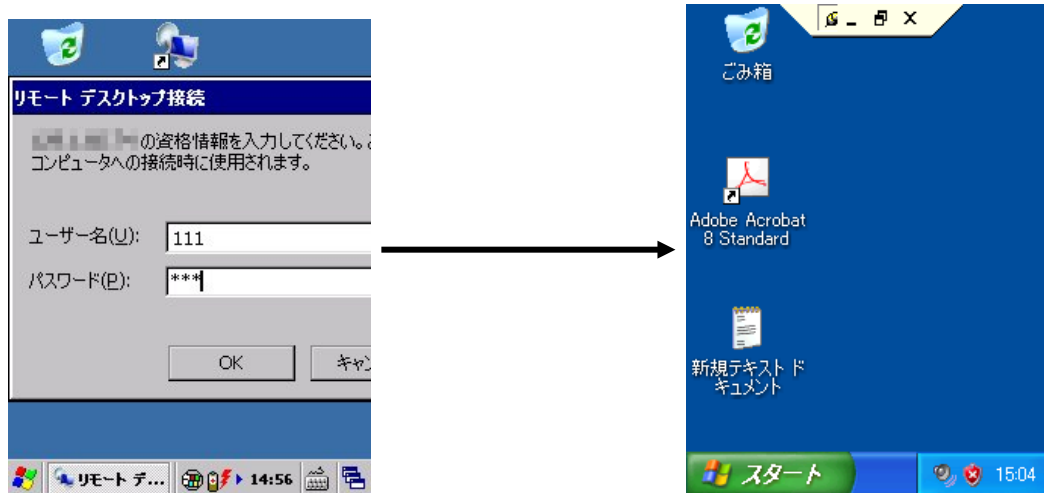 リモート デスクトップ接続
の資格情報を入力してください。
コンピュータへの接続時に使用されます。
ユーザー名(U):
111
パスワード(P):
***
OK
キャン
リモート デ...
14:56
ごみ箱
Adobe Acrobat
8 Standard
新規テキスト ド
キュメント
スタート
15:04